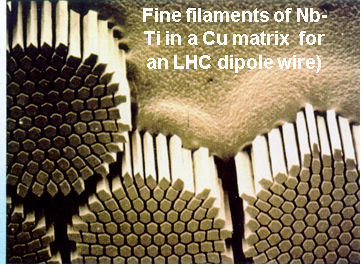 Fine filaments of Nb-
Ti in a Cu matrix  for
an LHC dipole wire)